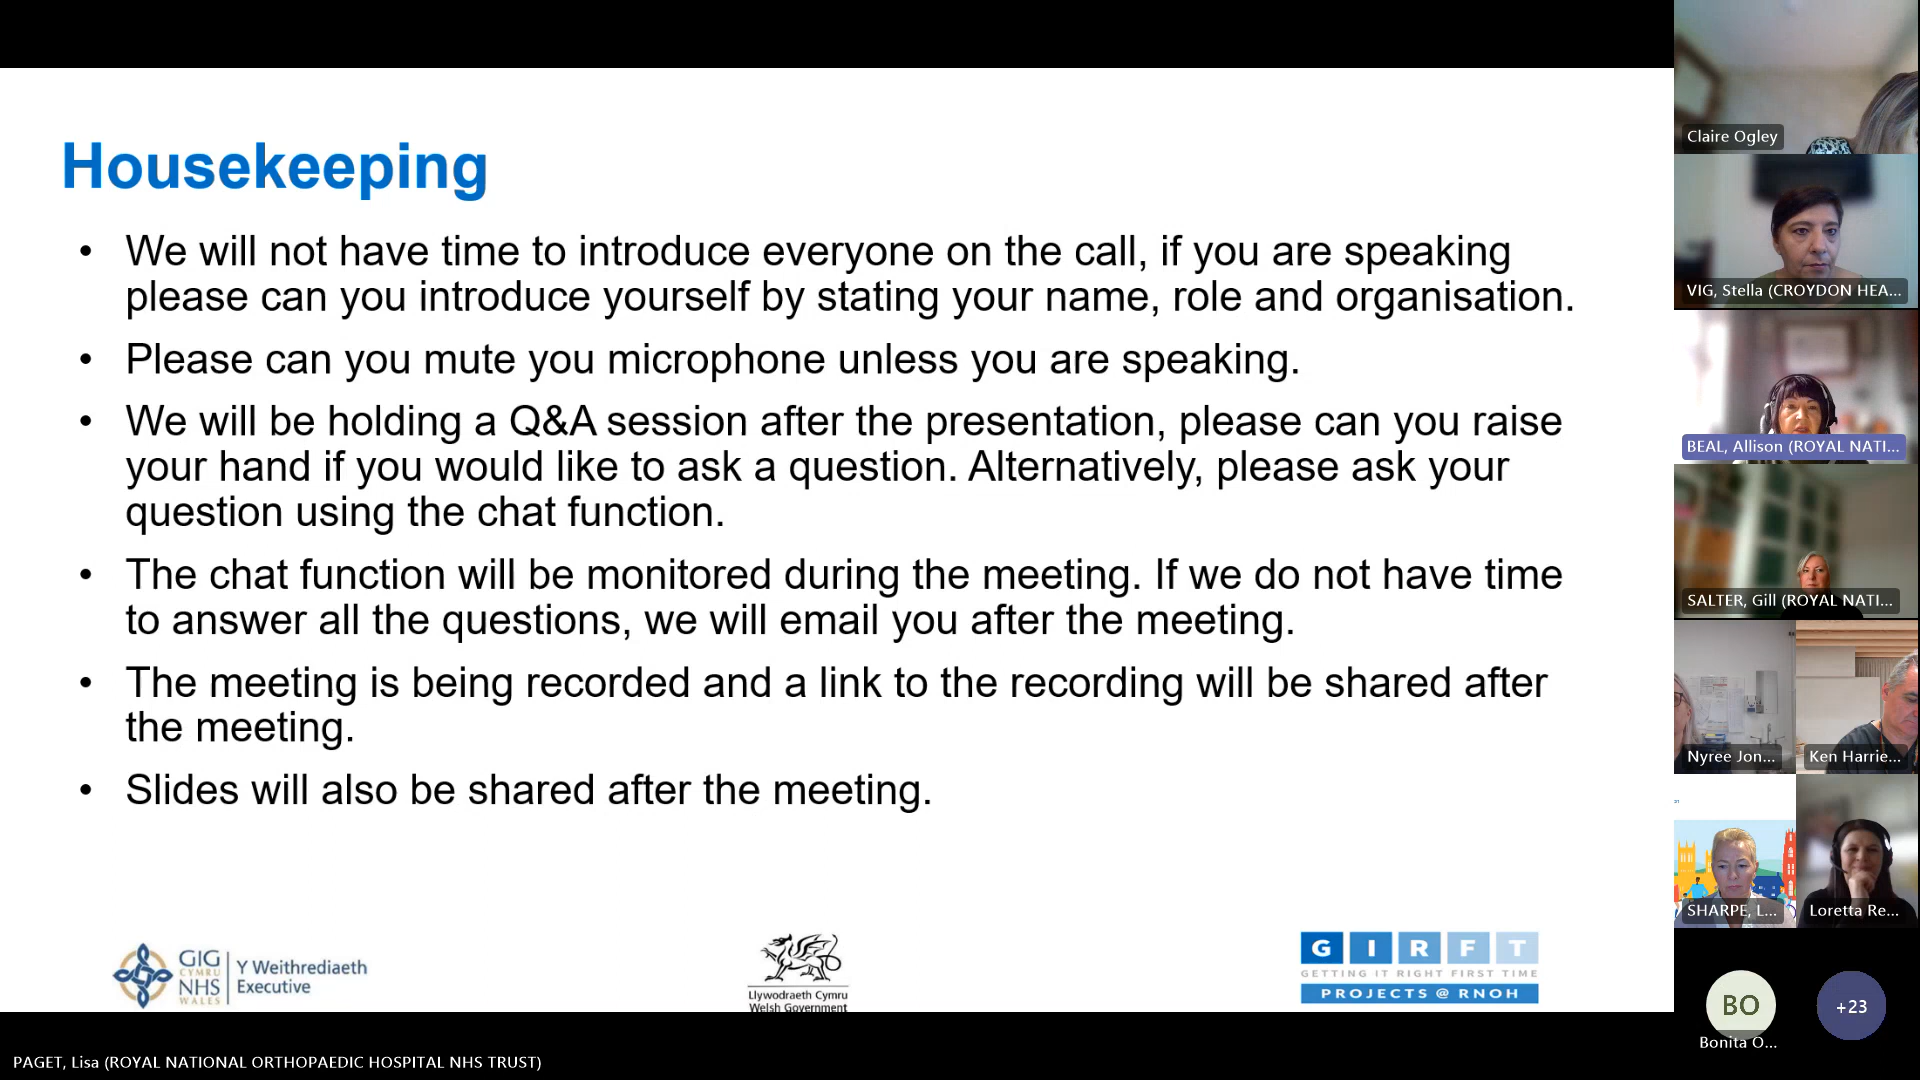 Housekeeping
• We will not have time to introduce everyone on the call, if you are speaking
please can you introduce yourself by stating your name, role and organisation.
• Please can you mute you microphone unless you are speaking.
• We will be holding a Q&A session after the presentation, please can you raise
your hand if you would like to ask a question. Alternatively, please ask your
question using the chat function.
• The chat function will be monitored during the meeting. If we do not have time
to answer all the questions, we will email you after the meeting.
• The meeting is being recorded and a link to the recording will be shared after
the meeting.
• Slides will also be shared after the meeting.
GIG
CYMRU
NHS
WALES
Y Weithrediaeth
Executive
Llywodraeth Cymru
Welsh Government
GIRFT
GETTING IT RIGHT FIRST TIME
PROJECTS @ RNOH
PAGET, Lisa (ROYAL NATIONAL ORTHOPAEDIC HOSPITAL NHS TRUST)
Claire Ogley
VIG, Stella (CROYDON HEA...
BEAL, Allison (ROYAL NATI...
SALTER, Gill (ROYAL NATI...
Nyree Jon...
Ken Harrie...
SHARPE, L...
Loretta Re...
BO
Bonita O...
+23